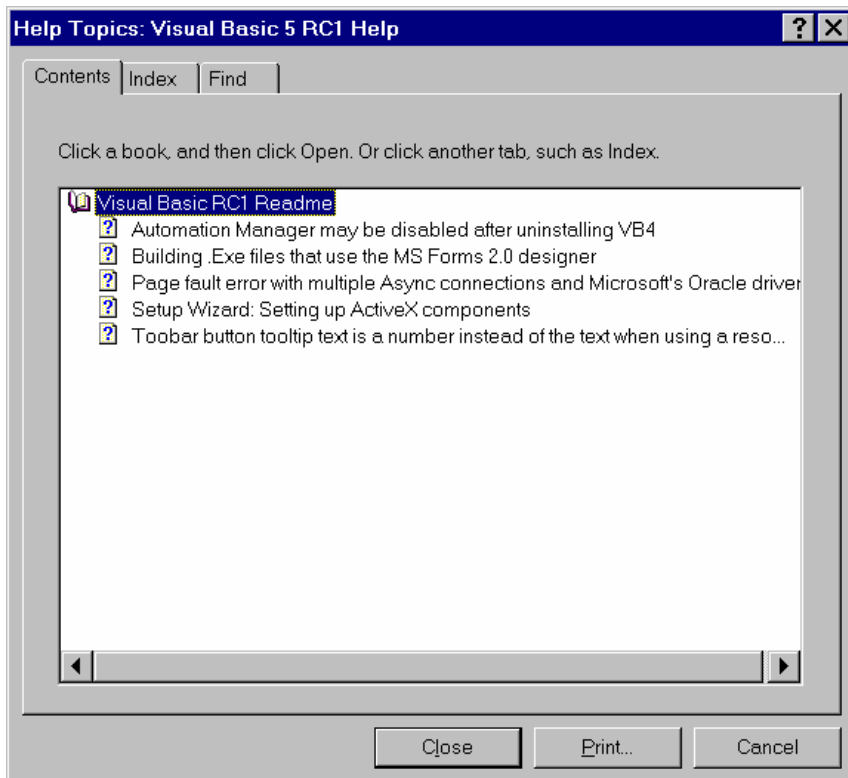 Help Topics: Visual Basic 5 RC1 Help
Contents Index Find
Click a book, and then click Open. Or click another tab, such as Index.
Visual Basic RC1 Readme
Automation Manager may be disabled after uninstalling VB4
Building .Exe files that use the MS Forms 2.0 designer
Page fault error with multiple Async connections and Microsoft's Oracle driver
Setup Wizard: Setting up ActiveX components
Toobar button tooltip text is a number instead of the text when using a reso...
Close Print... Cancel